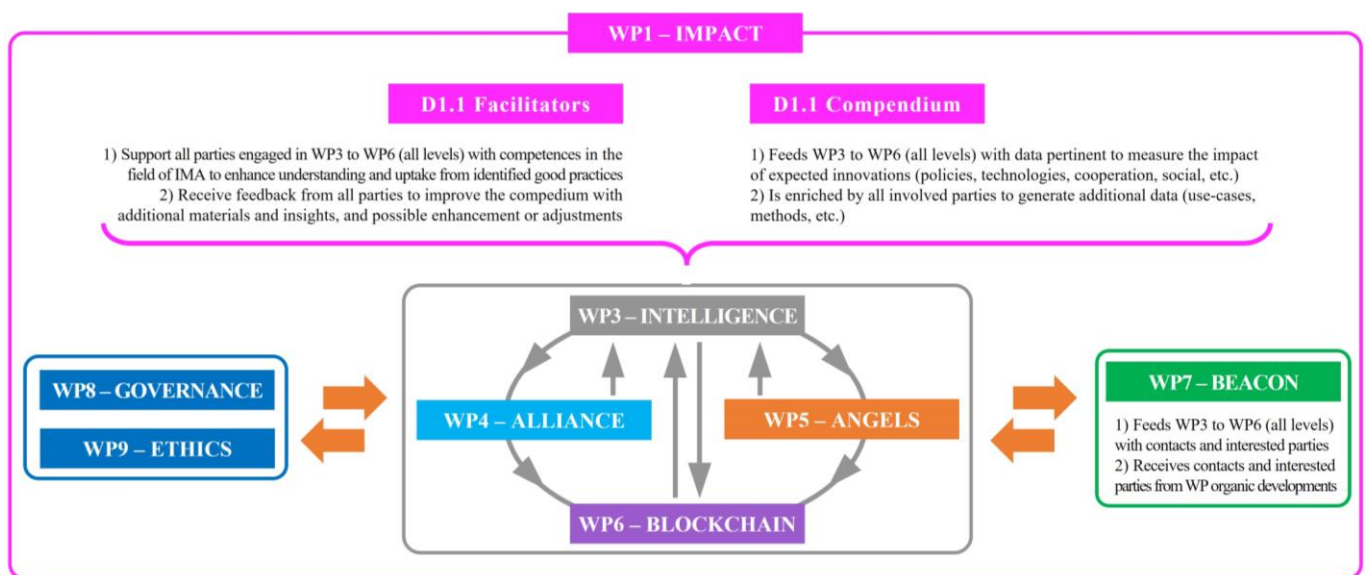 WP1 – IMPACT
D1.1 Facilitators
1) Support all parties engaged in WP3 to WP6 (all levels) with competences in the
field of IMA to enhance understanding and uptake from identified good practices
2) Receive feedback from all parties to improve the compedium with
additional materials and insights, and possible enhancement or adjustments
D1.1 Compendium
1) Feeds WP3 to WP6 (all levels) with data pertinent to measure the impact
of expected innovations (policies, technologies, cooperation, social, etc.)
2) Is enriched by all involved parties to generate additional data (use-cases,
methods, etc.)
WP8 – GOVERNANCE
WP9 – ETHICS
WP3 – INTELLIGENCE
WP4 – ALLIANCE
WP5 – ANGELS
WP6 – BLOCKCHAIN
WP7 – BEACON
1) Feeds WP3 to WP6 (all levels)
with contacts and interested parties
2) Receives contacts and interested
parties from WP organic developments